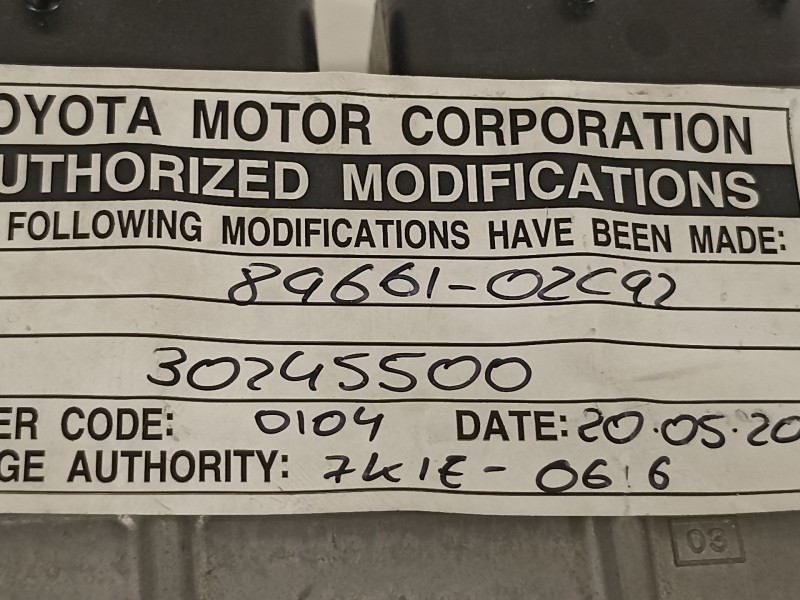 OYOTA MOTOR CORPORATION
UTHORIZED MODIFICATIONS
FOLLOWING MODIFICATIONS HAVE BEEN MADE:
89661-02C92
30245500
ER CODE: 0104 DATE: 20.05.20
GE AUTHORITY: 7K1E-0616
03